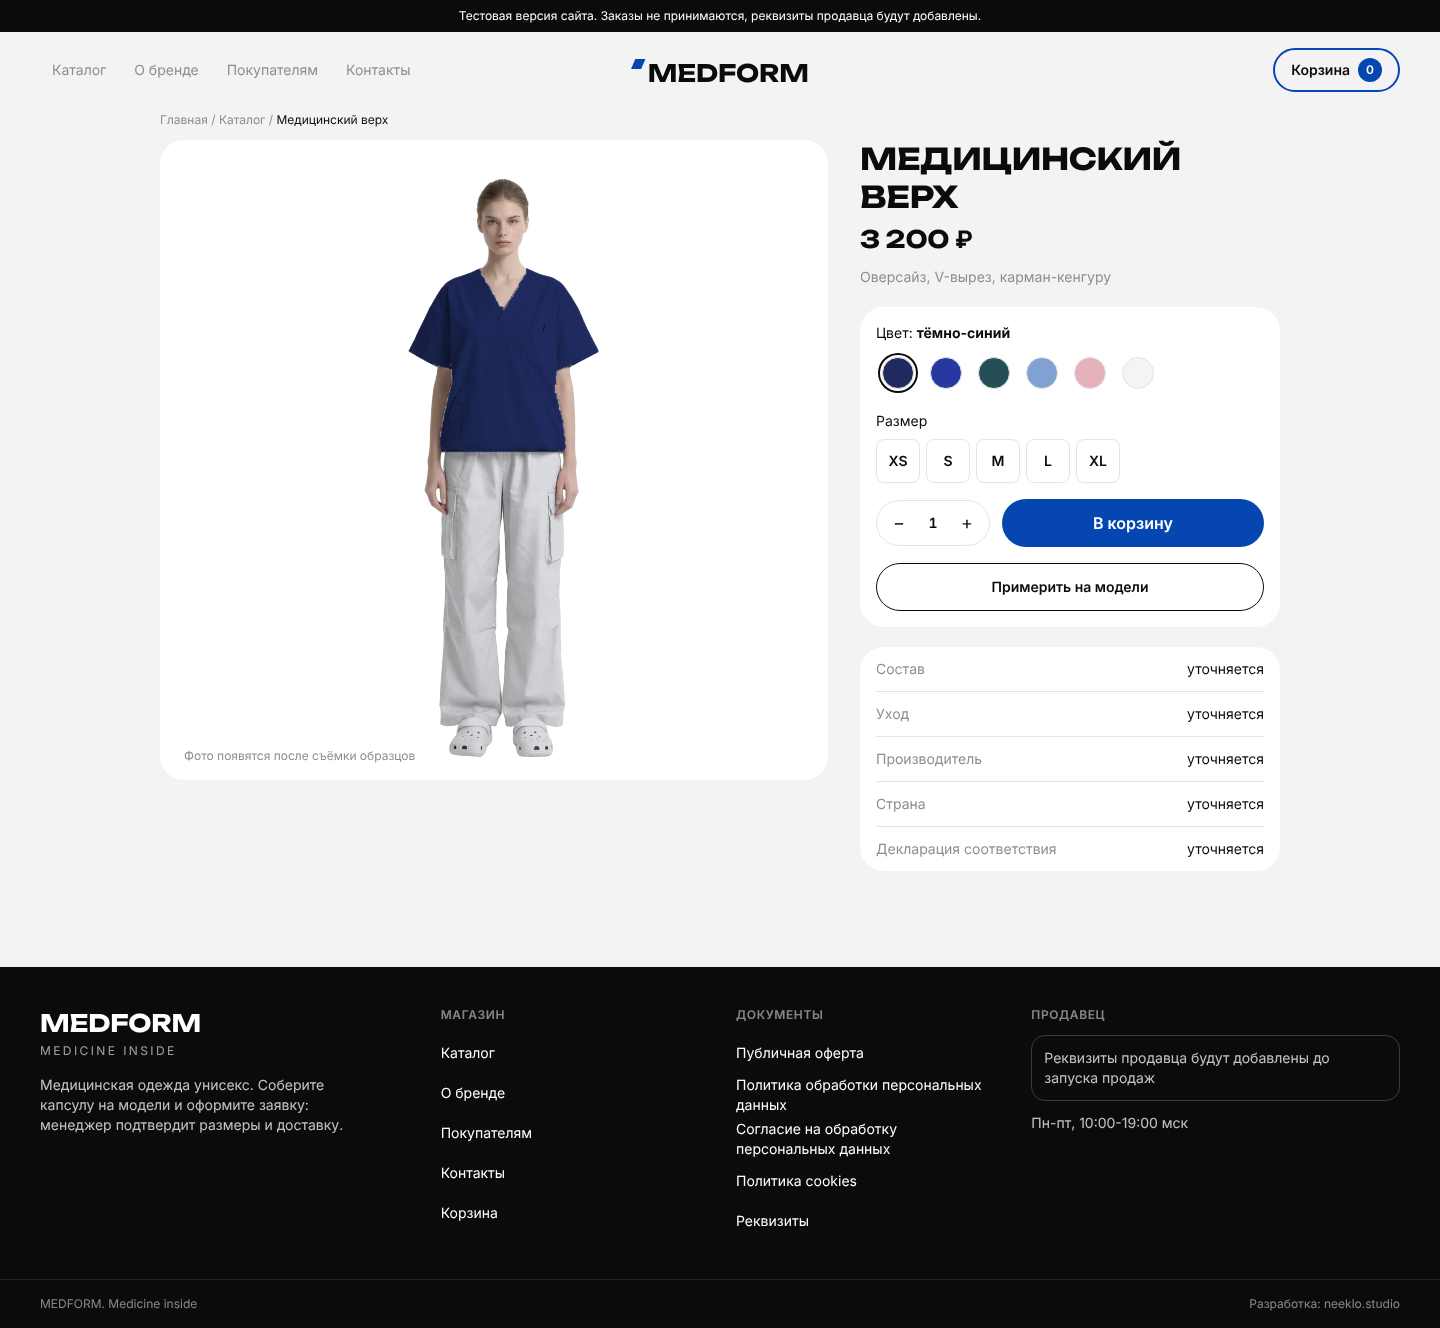 Тестовая версия сайта. Заказы не принимаются, реквизиты продавца будут добавлены.
Каталог О бренде Покупателям Контакты
MEDFORM
Корзина 0
Главная / Каталог / Медицинский верх
Фото появятся после съёмки образцов
МЕДИЦИНСКИЙ
ВЕРХ
3 200 ₽
Оверсайз, V-вырез, карман-кенгуру
Цвет: тёмно-синий
Размер
XS S M L XL
− 1 + В корзину
Примерить на модели
Состав уточняется
Уход уточняется
Производитель уточняется
Страна уточняется
Декларация соответствия уточняется
MEDFORM
MEDICINE INSIDE
Медицинская одежда унисекс. Соберите
капсулу на модели и оформите заявку:
менеджер подтвердит размеры и доставку.
МАГАЗИН
Каталог
О бренде
Покупателям
Контакты
Корзина
ДОКУМЕНТЫ
Публичная оферта
Политика обработки персональных
данных
Согласие на обработку
персональных данных
Политика cookies
Реквизиты
ПРОДАВЕЦ
Реквизиты продавца будут добавлены до
запуска продаж
Пн-пт, 10:00-19:00 мск
MEDFORM. Medicine inside
Разработка: neeklo.studio